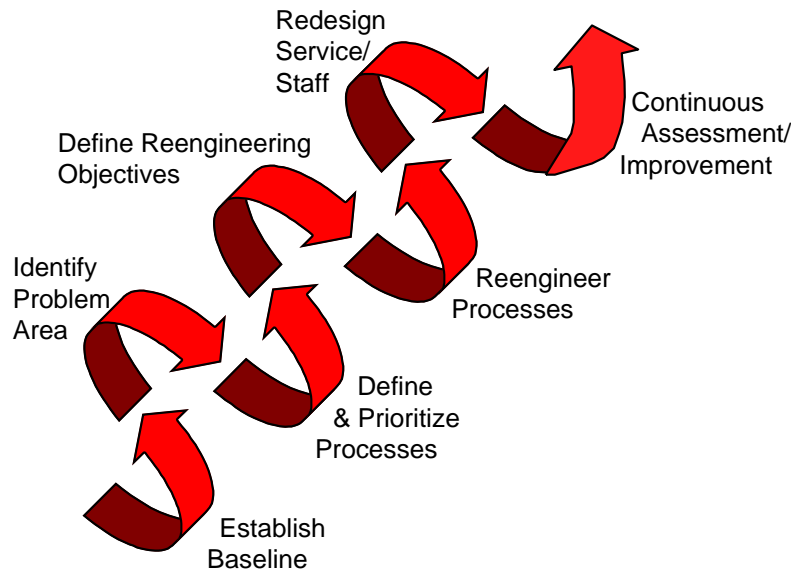 Redesign
Service/
Staff
Continuous
Assessment/
Improvement
Define Reengineering
Objectives
Identify
Problem
Area
Reengineer
Processes
Define
& Prioritize
Processes
Establish
Baseline